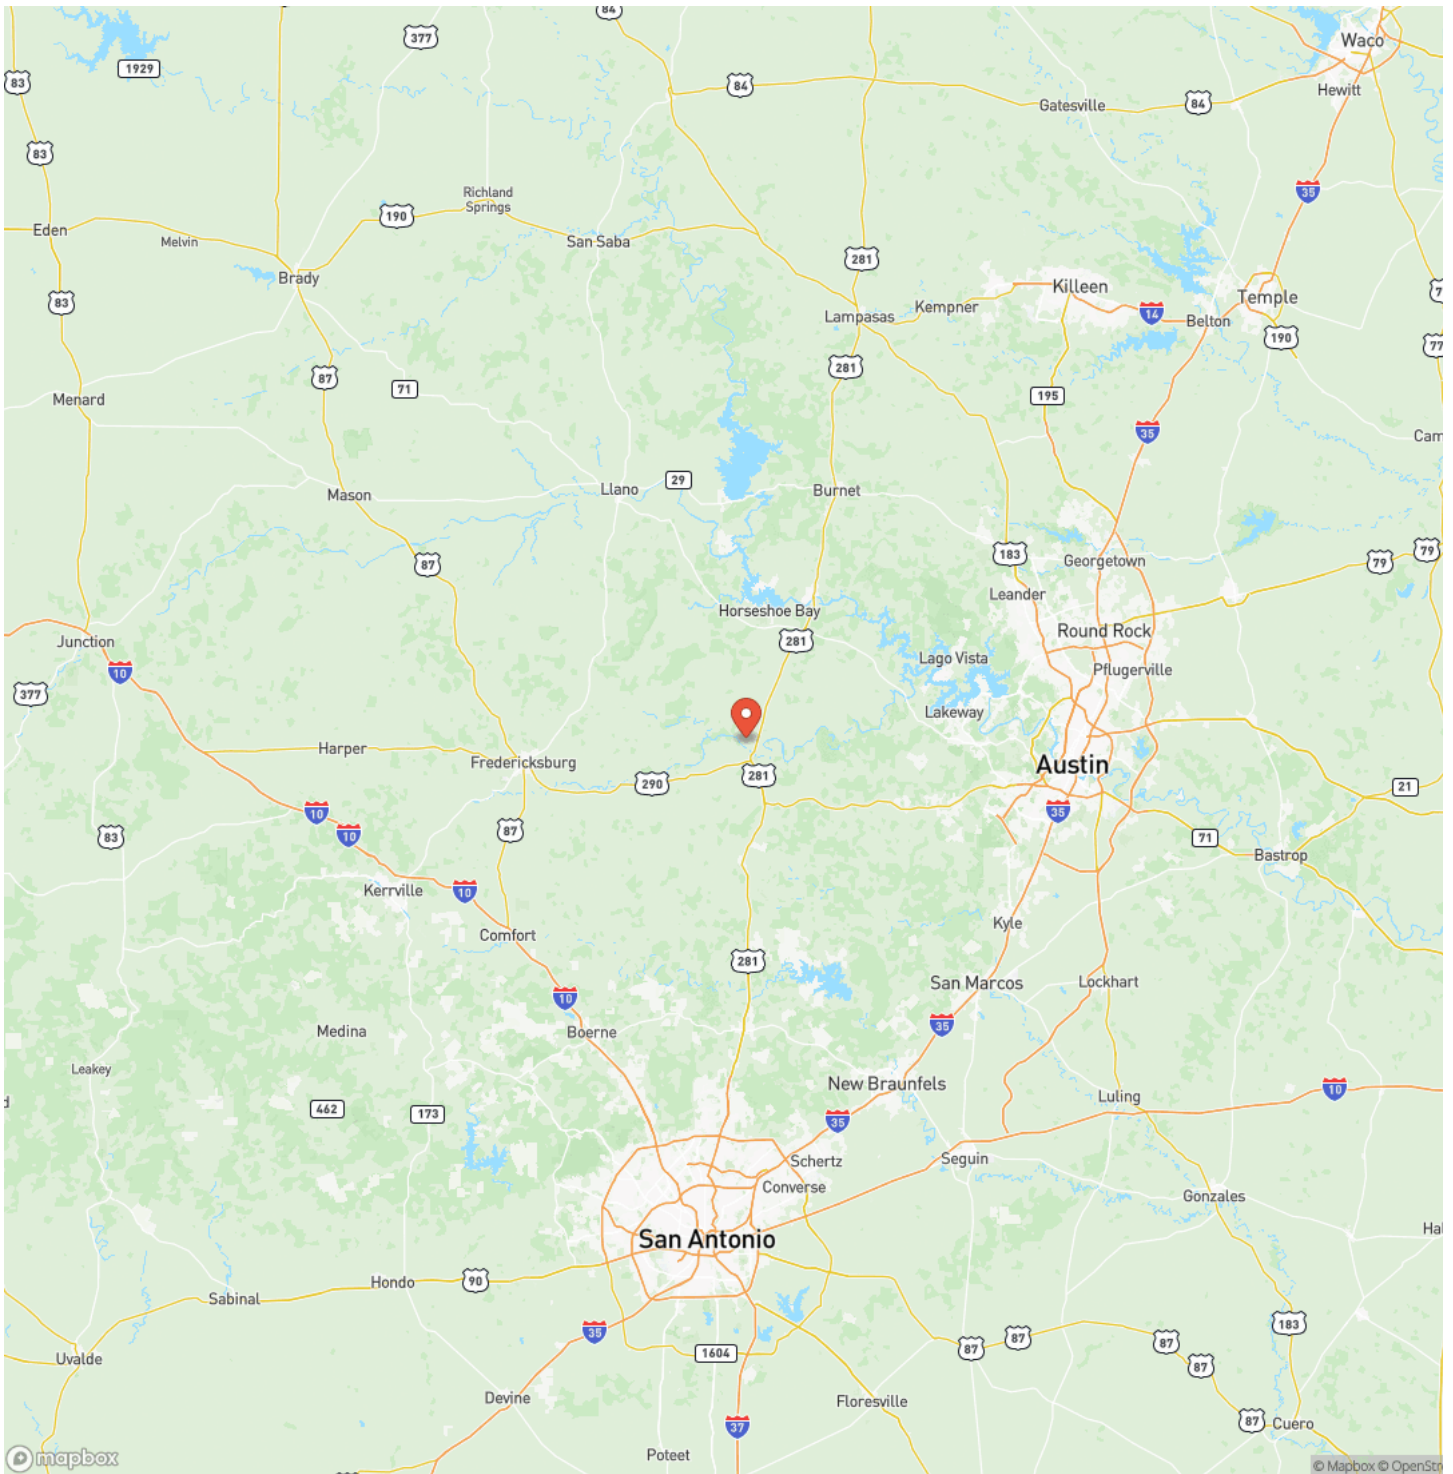 84
377
1929
83
84
Waco
Hewitt
Gatesville
84
83
35
Richland
Springs
190
Eden
Melvin
San Saba
281
Brady
Killeen
Temple
83
Kempner
Lampasas
14
Belton
190
77
281
87
71
195
Menard
35
Cam
29
Llano
Burnet
Mason
183
79
79
87
Georgetown
Leander
Horseshoe Bay
Round Rock
Junction
281
10
Lago Vista
Pflugerville
377
Lakeway
Harper
Fredericksburg
Austin
290
281
21
10
35
10
87
83
71
Bastrop
Kerrville
10
Kyle
Comfort
281
San Marcos
Lockhart
10
35
Medina
Boerne
Leakey
New Braunfels
10
Luling
462
173
35
Schertz
Seguin
Converse
Gonzales
San Antonio
Hal
Hondo
90
Sabinal
183
35
87
87
87
1604
Uvalde
87
Devine
Floresville
87
Cuero
37
Poteet
mapbox
© Mapbox © OpenStre